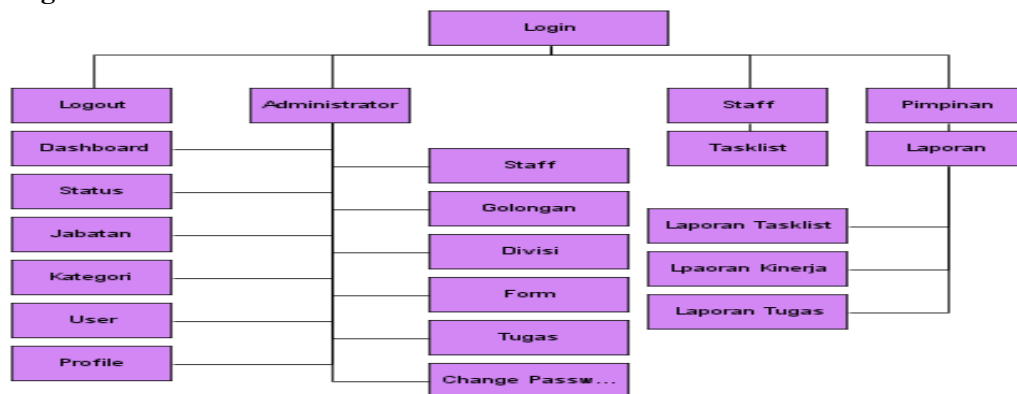 Login
Logout
Administrator
Staff
Pimpinan
Dashboard
Tasklist
Laporan
Staff
Status
Golongan
Jabatan
Laporan Tasklist
Divisi
Kategori
Lpaoran Kinerja
Form
User
Laporan Tugas
Tugas
Profile
Change Passw...